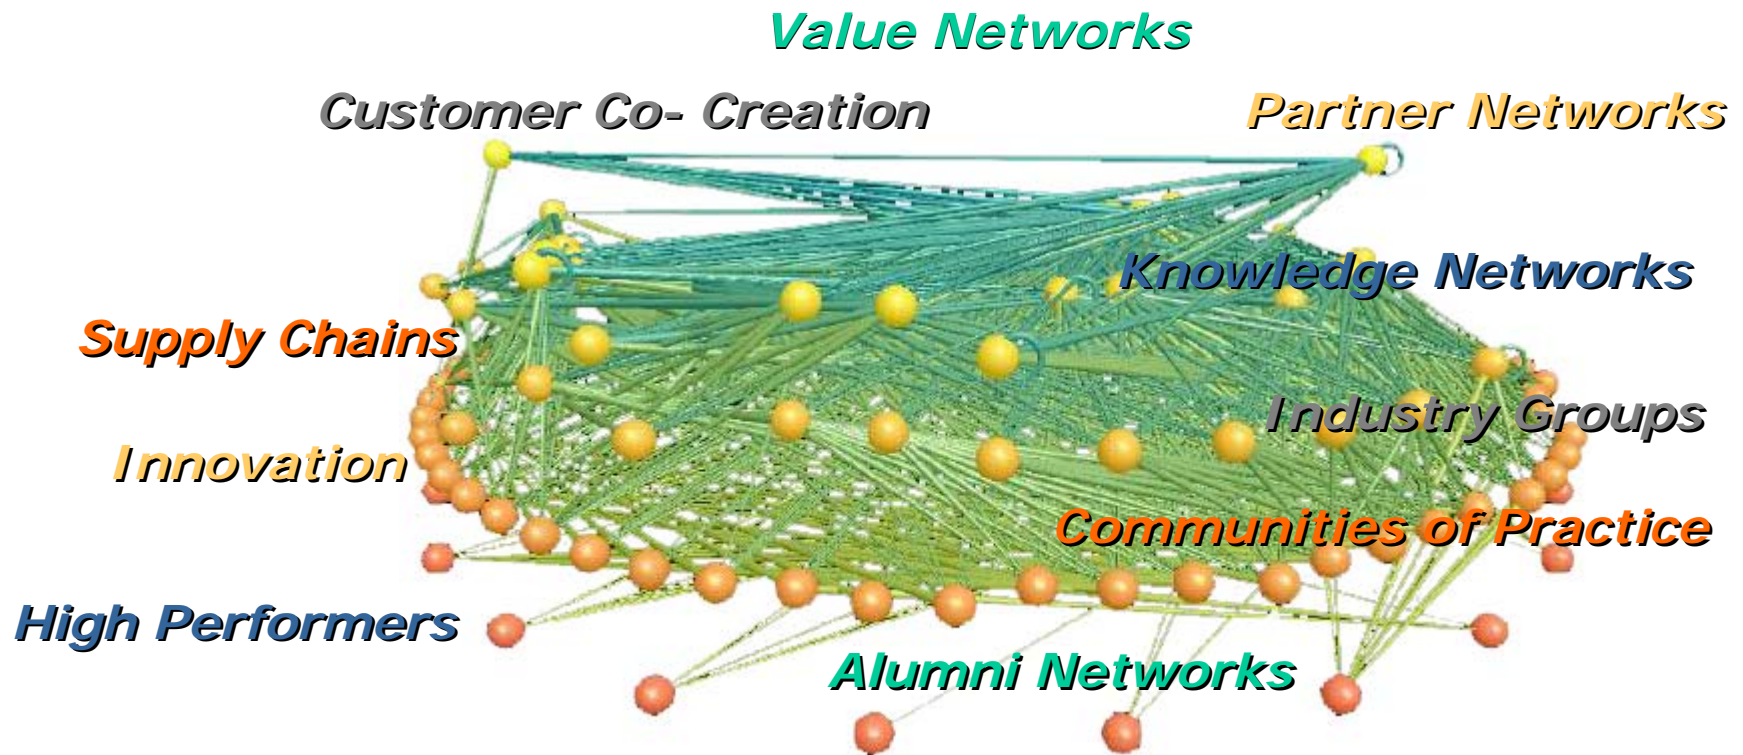 Value Networks
Customer Co- Creation
Partner Networks
Knowledge Networks
Supply Chains
Industry Groups
Innovation
Communities of Practice
High Performers
Alumni Networks